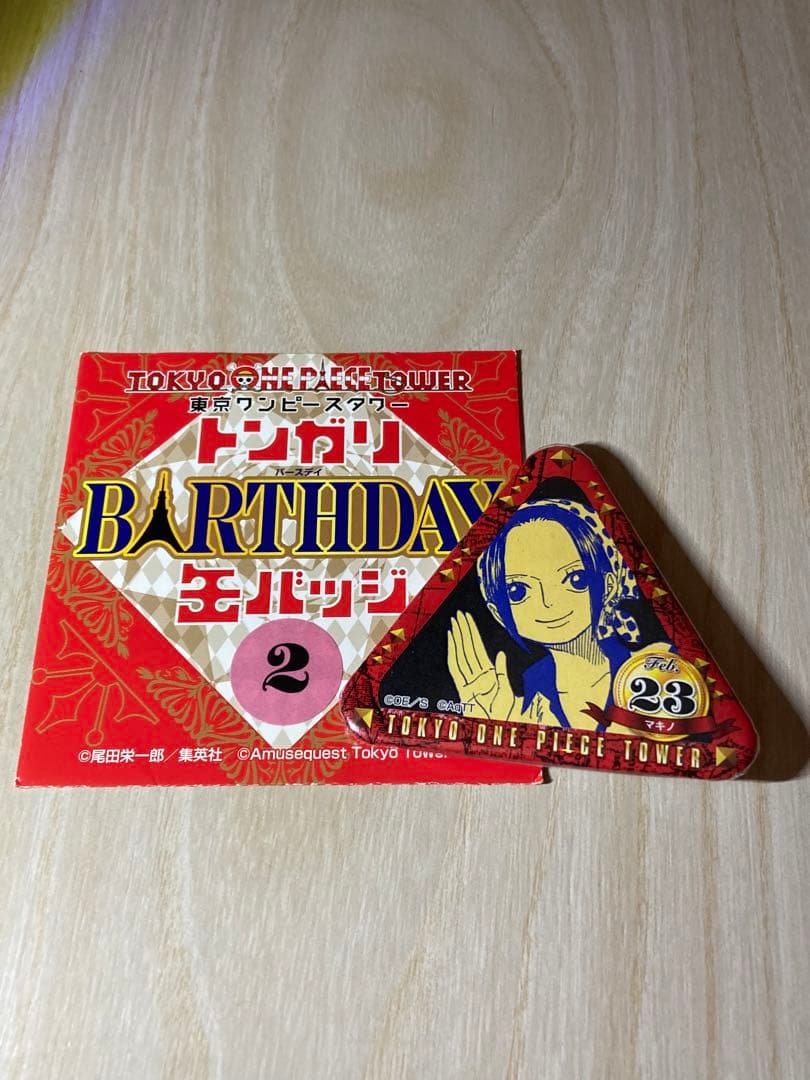 TOKYO ONE PIECE TOWER
東京ワンピースタワー
トンガリ
バースデイ
BIRTHDAY
缶バッジ
2
©尾田栄一郎／集英社 ©Amusequest Tokyo Tower
Feb.
23
マキノ
©OE/S ©AqTT
TOKYO ONE PIECE TOWER